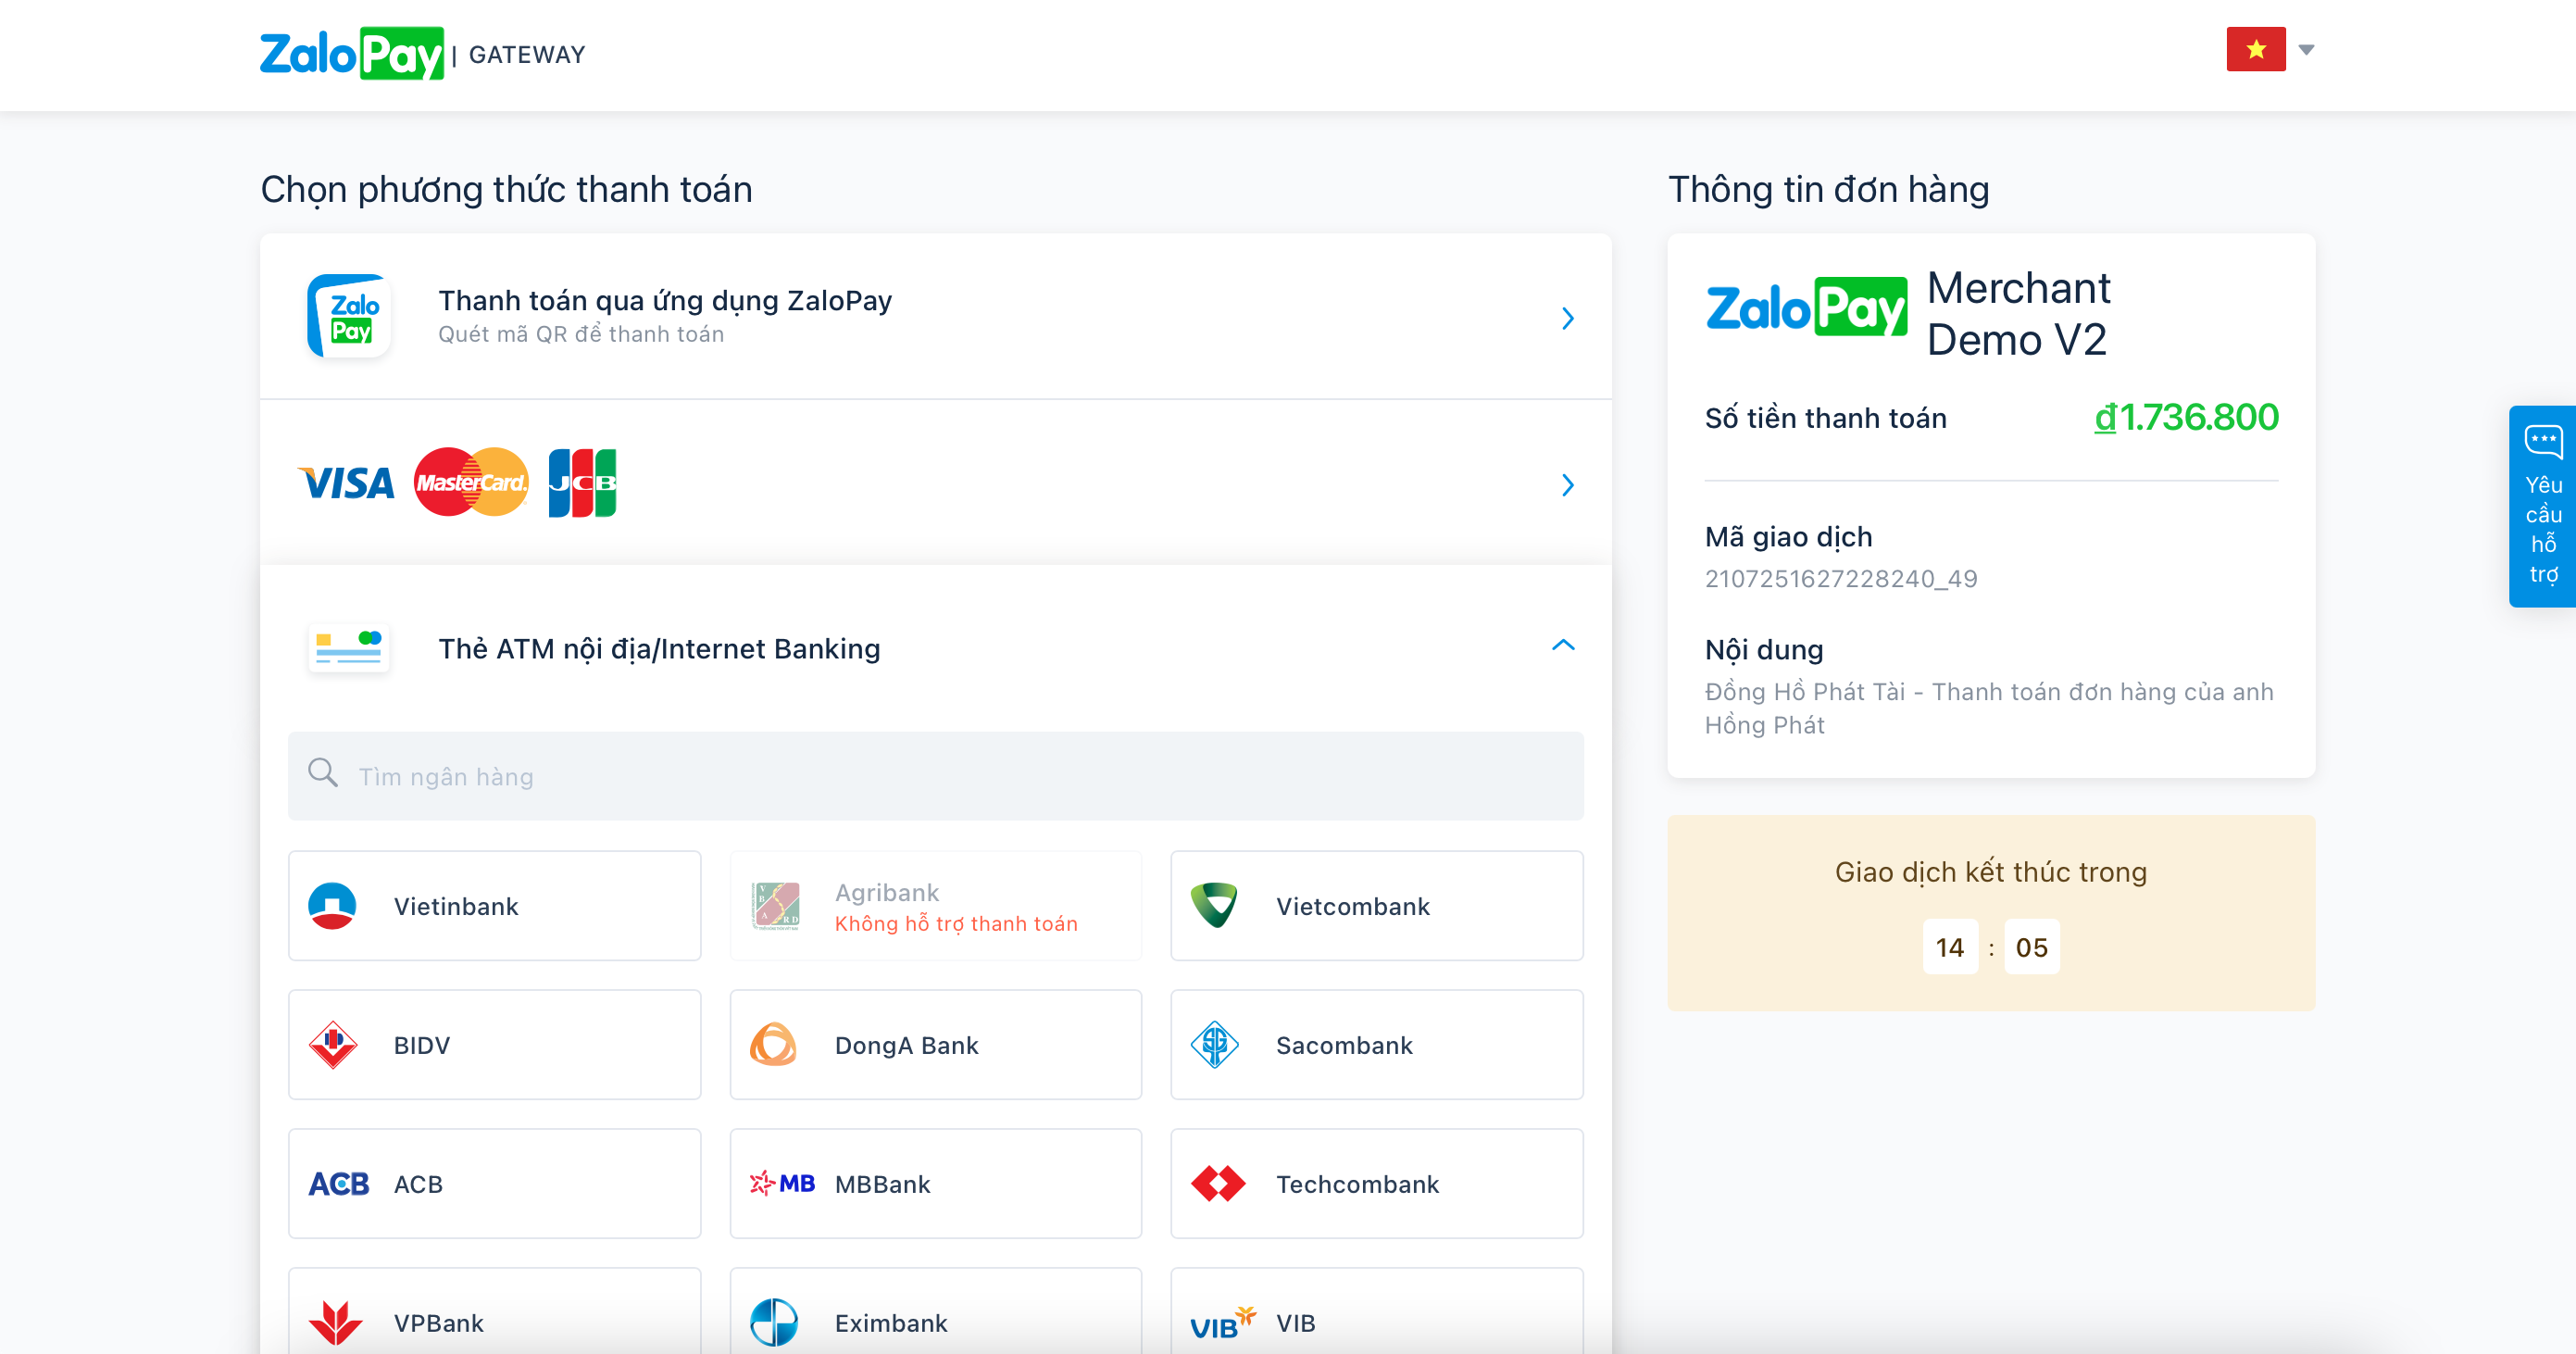 ZaloPay | GATEWAY
Chọn phương thức thanh toán
Zalo
Pay
Thanh toán qua ứng dụng ZaloPay
Quét mã QR để thanh toán
VISA MasterCard. JCB
Thẻ ATM nội địa/Internet Banking
Tìm ngân hàng
Vietinbank
VBARD
Agribank
Không hỗ trợ thanh toán
Vietcombank
BIDV
DongA Bank
SG
Sacombank
ACB ACB
MB MBBank
Techcombank
VPBank
Eximbank
VIB VIB
Thông tin đơn hàng
ZaloPay Merchant
Demo V2
Số tiền thanh toán ₫1.736.800
Mã giao dịch
2107251627228240_49
Nội dung
Đồng Hồ Phát Tài - Thanh toán đơn hàng của anh
Hồng Phát
Giao dịch kết thúc trong
14 : 05
Yêu
cầu
hỗ
trợ